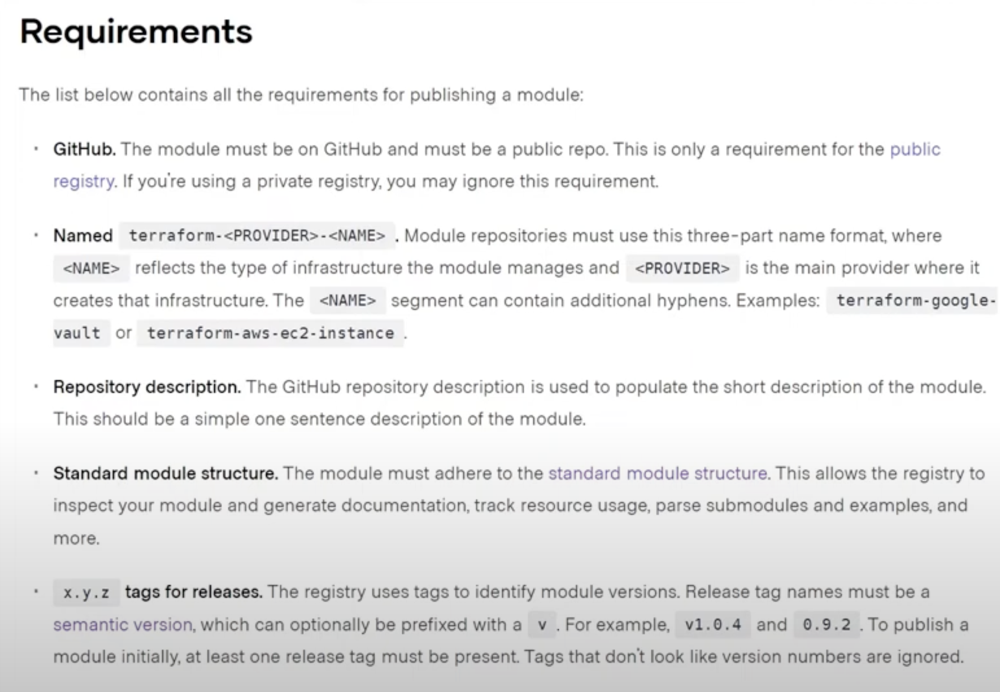 Requirements
The list below contains all the requirements for publishing a module:
· GitHub. The module must be on GitHub and must be a public repo. This is only a requirement for the public
registry. If you're using a private registry, you may ignore this requirement.
· Named terraform-<PROVIDER>-<NAME> . Module repositories must use this three-part name format, where
<NAME> reflects the type of infrastructure the module manages and <PROVIDER> is the main provider where it
creates that infrastructure. The <NAME> segment can contain additional hyphens. Examples: terraform-google-
vault or terraform-aws-ec2-instance .
· Repository description. The GitHub repository description is used to populate the short description of the module.
This should be a simple one sentence description of the module.
· Standard module structure. The module must adhere to the standard module structure. This allows the registry to
inspect your module and generate documentation, track resource usage, parse submodules and examples, and
more.
· x.y.z tags for releases. The registry uses tags to identify module versions. Release tag names must be a
semantic version, which can optionally be prefixed with a v . For example, v1.0.4 and 0.9.2 . To publish a
module initially, at least one release tag must be present. Tags that don't look like version numbers are ignored.